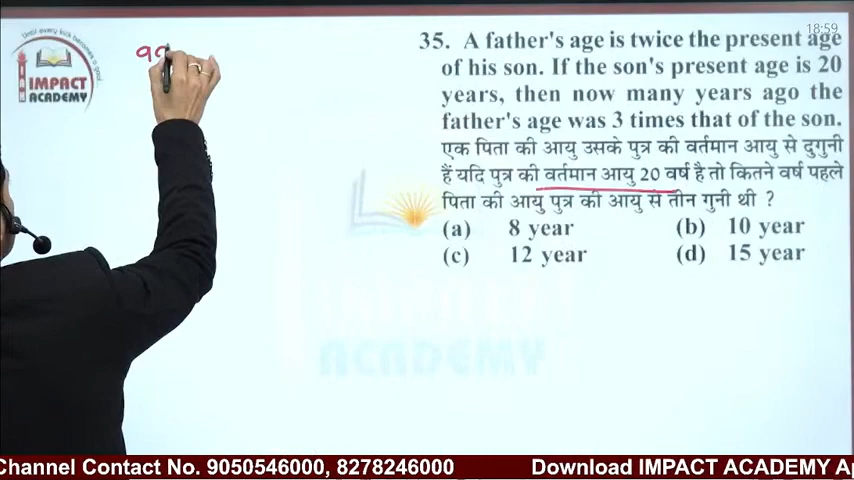 18:59
Until every kick becomes a goal
IMPACT
ACADEMY
35. A father's age is twice the present age
of his son. If the son's present age is 20
years, then now many years ago the
father's age was 3 times that of the son.
एक पिता की आयु उसके पुत्र की वर्तमान आयु से दुगुनी
हैं यदि पुत्र की वर्तमान आयु 20 वर्ष है तो कितने वर्ष पहले
पिता की आयु पुत्र की आयु से तीन गुनी थी ?
(a) 8 year (b) 10 year
(c) 12 year (d) 15 year
ACADEMY
Channel Contact No. 9050546000, 8278246000 Download IMPACT ACADEMY Ap